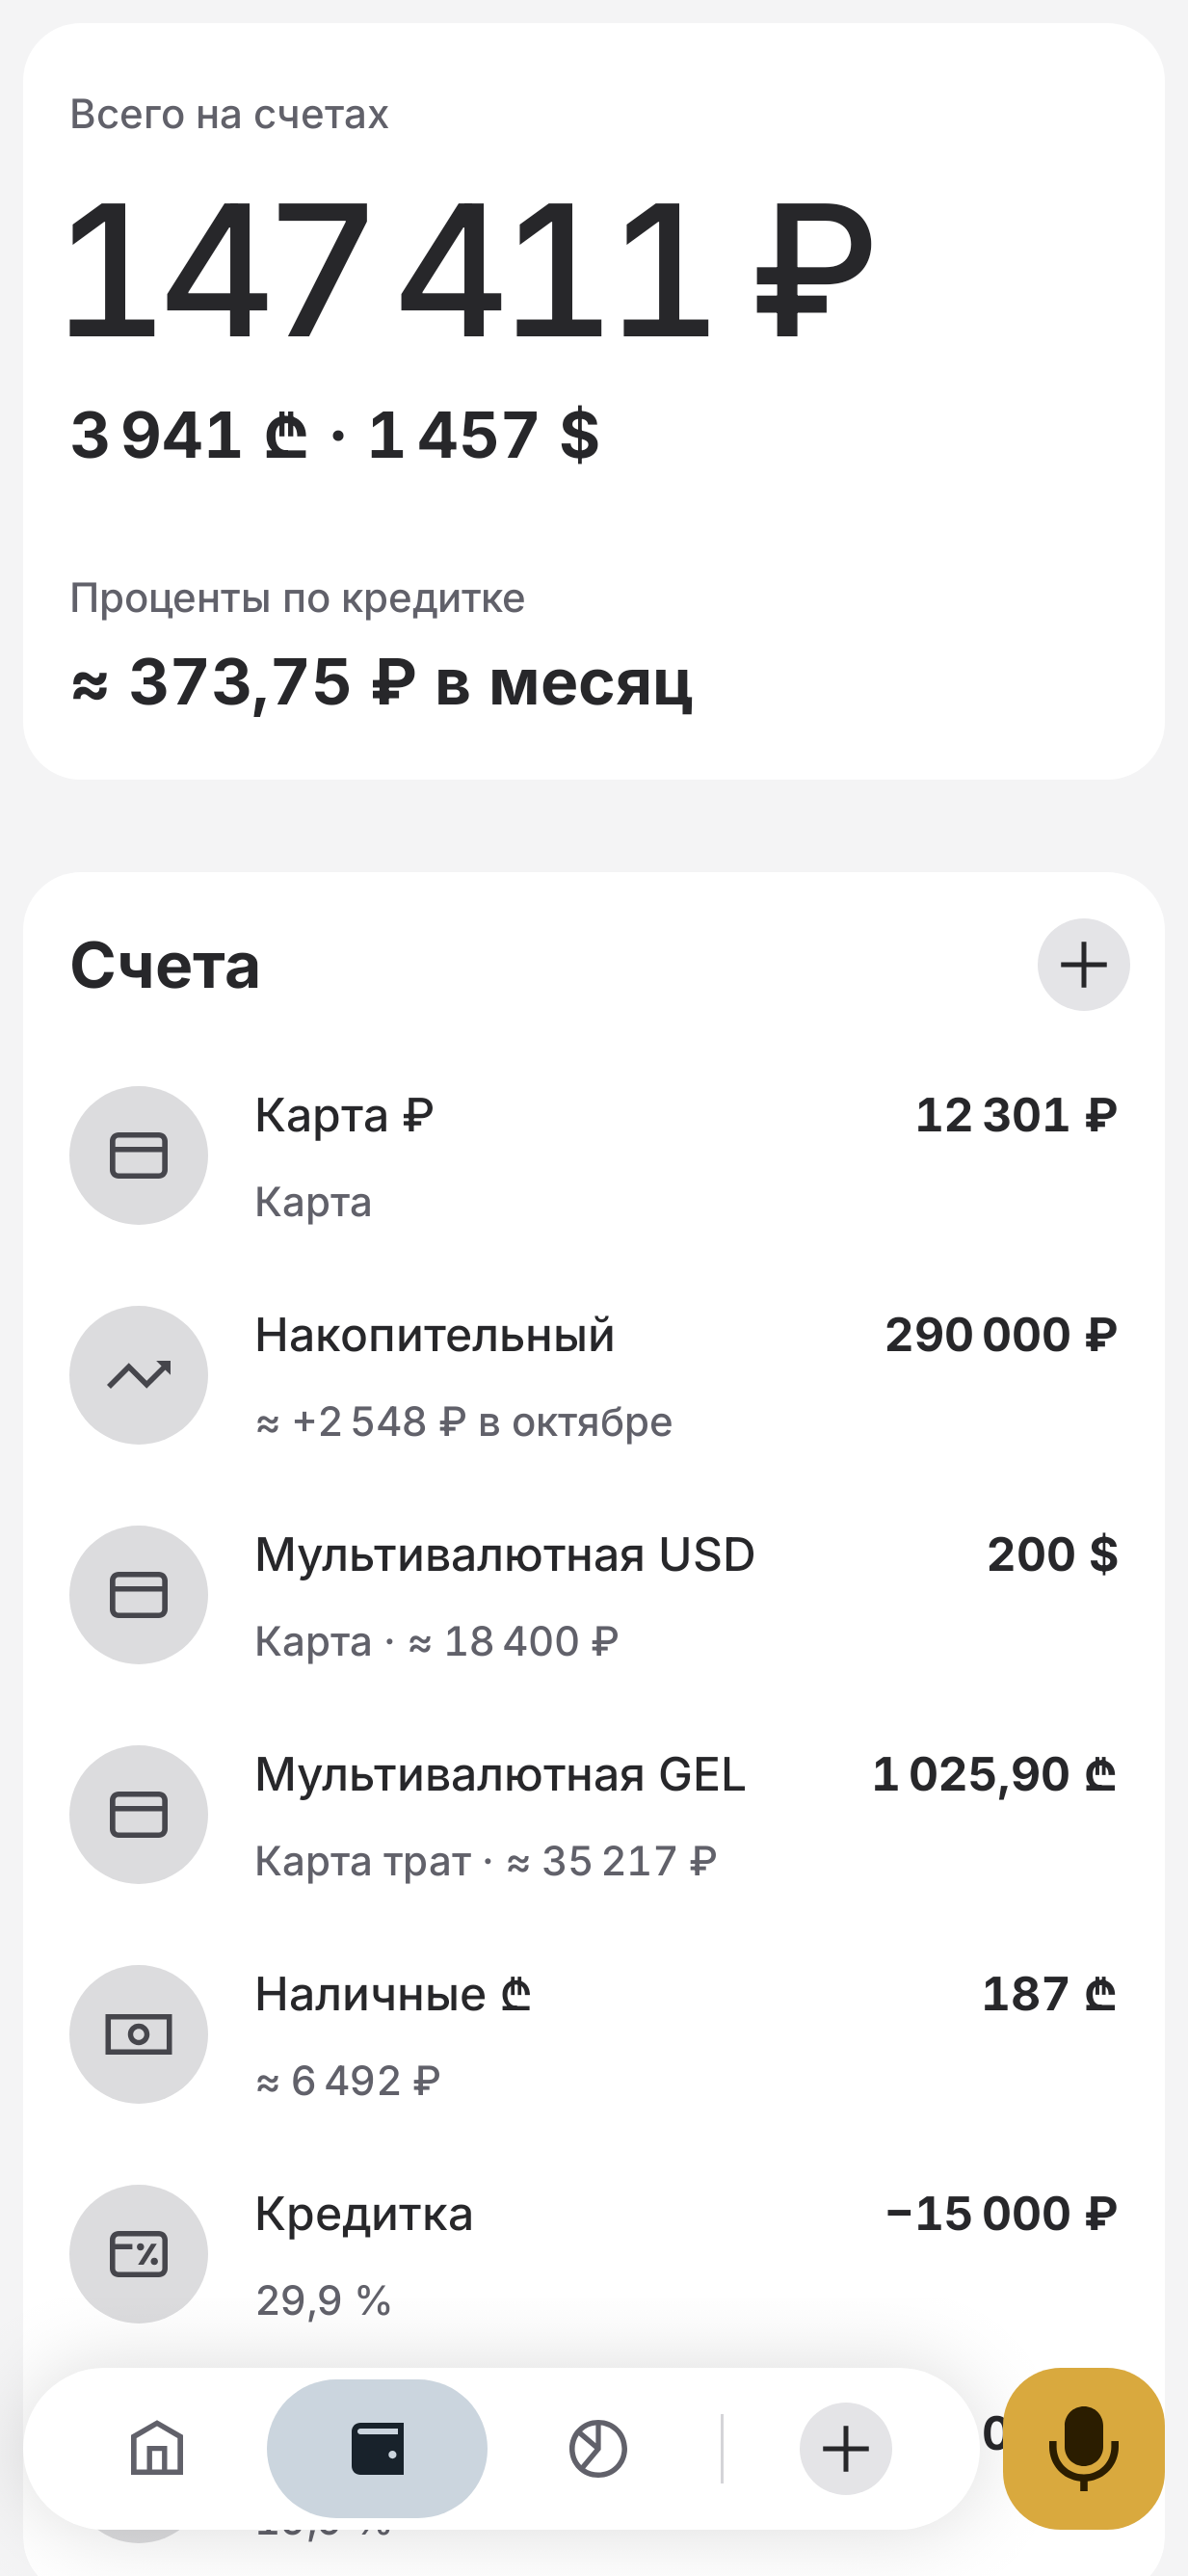 Всего на счетах
147 411 ₽
3 941 ₾ · 1 457 $
Проценты по кредитке
≈ 373,75 ₽ в месяц
Счета
Карта ₽
12 301 ₽
Карта
Накопительный
290 000 ₽
≈ +2 548 ₽ в октябре
Мультивалютная USD
200 $
Карта · ≈ 18 400 ₽
Мультивалютная GEL
1 025,90 ₾
Карта трат · ≈ 35 217 ₽
Наличные ₾
187 ₾
≈ 6 492 ₽
Кредитка
−15 000 ₽
29,9 %